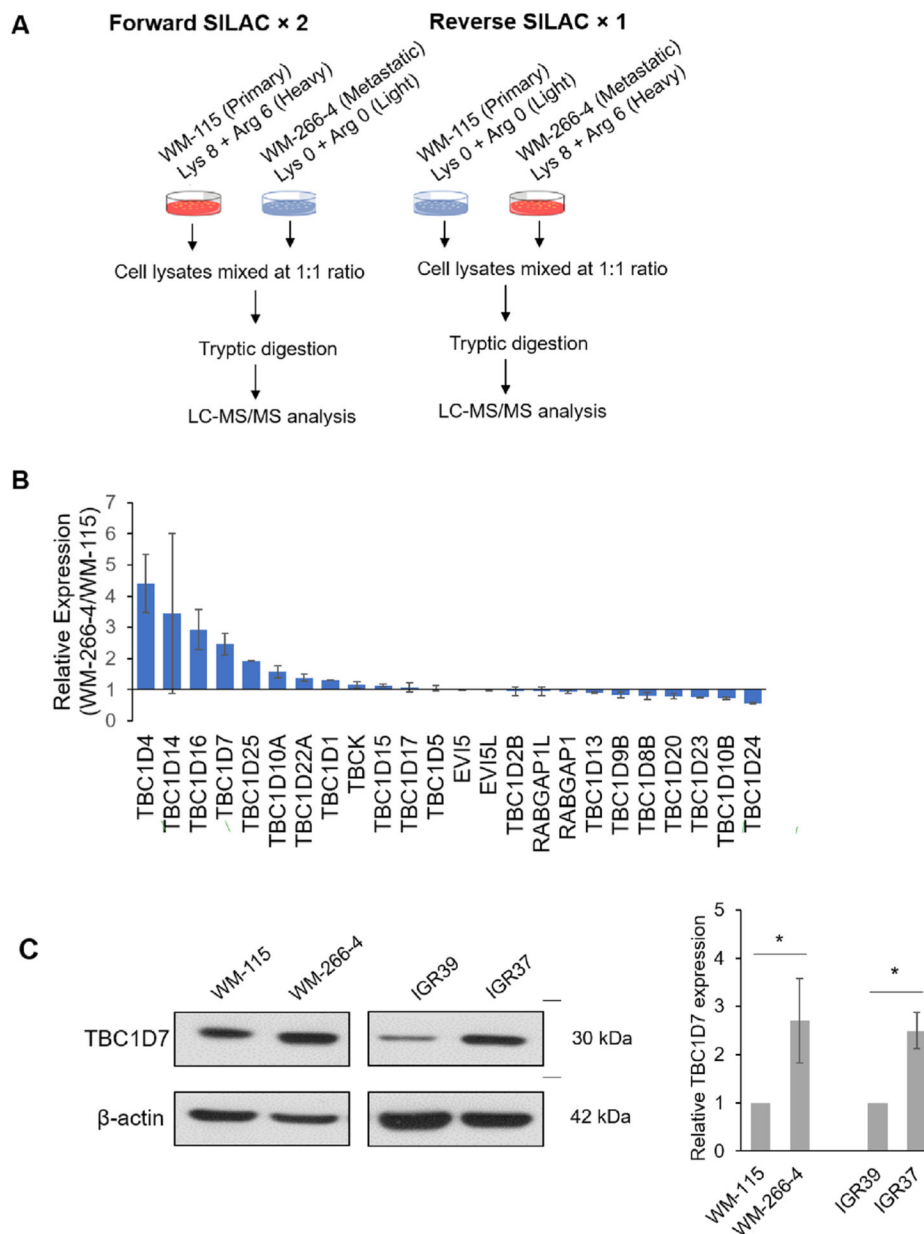 A
Forward SILAC × 2
Reverse SILAC × 1
WM-115 (Primary)
Lys 8 + Arg 6 (Heavy)
WM-266-4 (Metastatic)
Lys 0 + Arg 0 (Light)
WM-115 (Primary)
Lys 0 + Arg 0 (Light)
WM-266-4 (Metastatic)
Lys 8 + Arg 6 (Heavy)
Cell lysates mixed at 1:1 ratio
Cell lysates mixed at 1:1 ratio
Tryptic digestion
Tryptic digestion
LC-MS/MS analysis
LC-MS/MS analysis
B
Relative Expression
(WM-266-4/WM-115)
7
6
5
4
3
2
1
0
TBC1D4
TBC1D14
TBC1D16
TBC1D7
TBC1D25
TBC1D10A
TBC1D22A
TBC1D1
TBCK
TBC1D15
TBC1D17
TBC1D5
EVI5
EVI5L
TBC1D2B
RABGAP1L
RABGAP1
TBC1D13
TBC1D9B
TBC1D8B
TBC1D20
TBC1D23
TBC1D10B
TBC1D24
C
WM-115
WM-266-4
IGR39
IGR37
TBC1D7
30 kDa
β-actin
42 kDa
Relative TBC1D7 expression
5
4
3
2
1
0
*
*
WM-115
WM-266-4
IGR39
IGR37